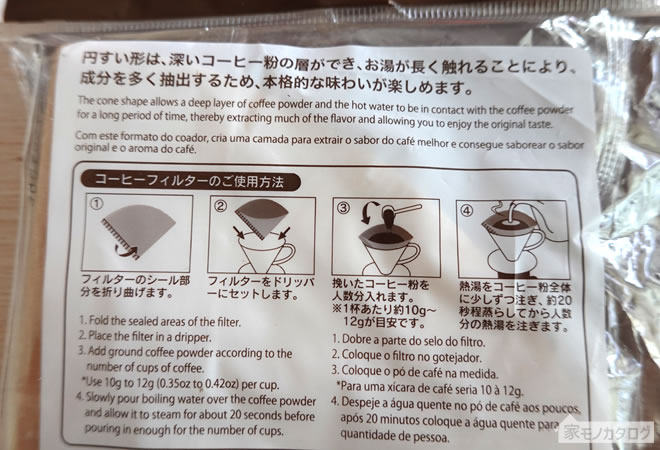 円すい形は、深いコーヒー粉の層ができ、お湯が長く触れることにより、
成分を多く抽出するため、本格的な味わいが楽しめます。
The cone shape allows a deep layer of coffee powder and the hot water to be in contact with the coffee powder
for a long period of time, thereby extracting much of the flavor and allowing you to enjoy the original taste.
Com este formato do coador, cria uma camada para extrair o sabor do café melhor e consegue saborear o sabor
original e o aroma do café.
コーヒーフィルターのご使用方法
①
フィルターのシール部
分を折り曲げます。
②
フィルターをドリッパ
ーにセットします。
③
挽いたコーヒー粉を
人数分入れます。
※1杯あたり約10g〜
12gが目安です。
④
熱湯をコーヒー粉全体
に少しずつ注ぎ、約20
秒程蒸らしてから人数
分の熱湯を注ぎます。
1. Fold the sealed areas of the filter.
2. Place the filter in a dripper.
3. Add ground coffee powder according to the
number of cups of coffee.
*Use 10g to 12g (0.35oz to 0.42oz) per cup.
4. Slowly pour boiling water over the coffee powder
and allow it to steam for about 20 seconds before
pouring in enough for the number of cups.
1. Dobre a parte do selo do filtro.
2. Coloque o filtro no gotejador.
3. Coloque o pó de café na medida.
*Para uma xícara de café seria 10 à 12g.
4. Despeje a água quente no pó de café aos poucos,
após 20 minutos coloque a água quente para
quantidade de pessoa.
家モノカタログ